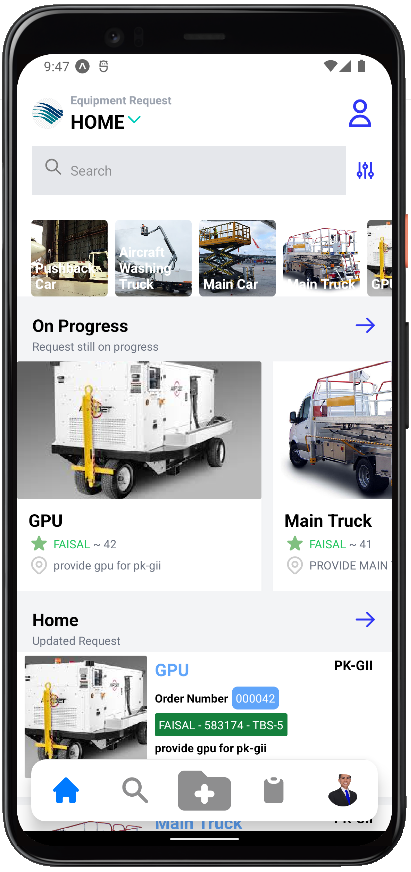 9:47
Equipment Request
HOME
Search
Pushback
Car
Aircraft
Washing
Truck
Main Car
Main Truck
GPU
On Progress
Request still on progress
GPU
FAISAL ~ 42
provide gpu for pk-gii
Main Truck
FAISAL ~ 41
PROVIDE MAIN
Home
Updated Request
GPU
PK-GII
Order Number 000042
FAISAL - 583174 - TBS-5
provide gpu for pk-gii
Main Truck
PK-GII